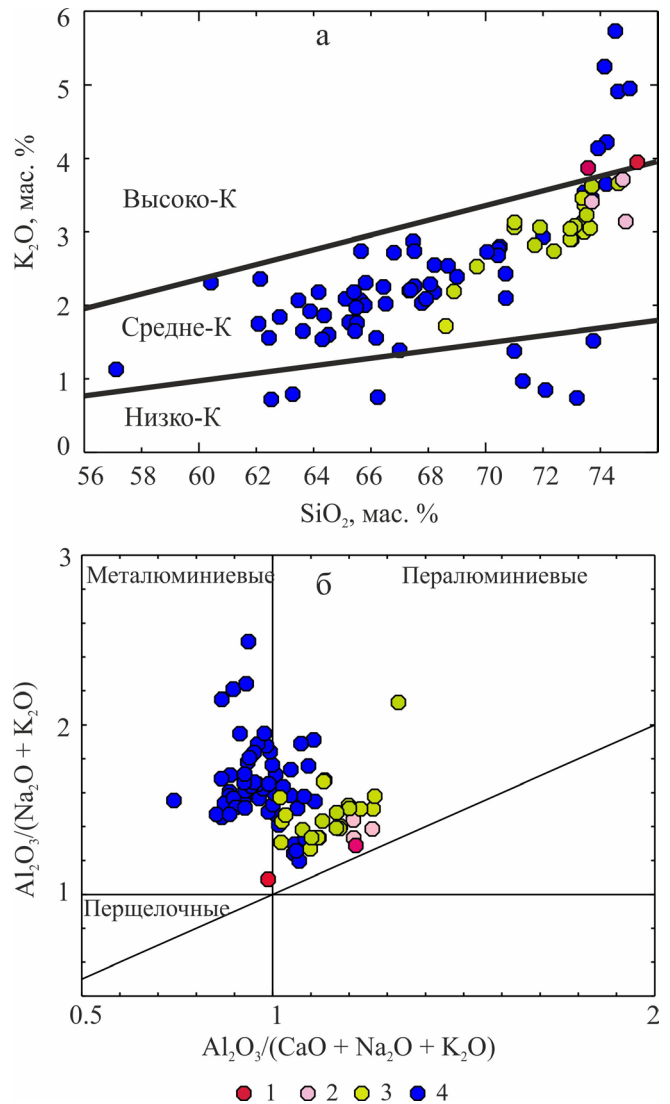 а
6
5
4
3
2
1
0
K₂O, мас. %
Высоко-К
Средне-К
Низко-К
56 58 60 62 64 66 68 70 72 74
SiO₂, мас. %
б
3
2
1
Al₂O₃/(Na₂O + K₂O)
Металюминиевые
Пералюминиевые
Перщелочные
0.5 1 2
Al₂O₃/(CaO + Na₂O + K₂O)
1 2 3 4